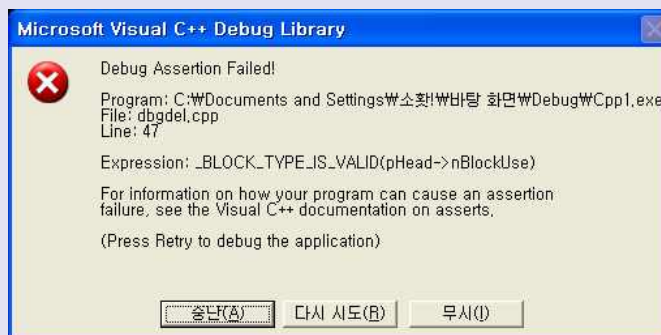 Microsoft Visual C++ Debug Library
Debug Assertion Failed!
Program: C:₩Documents and Settings₩소홧!₩바탕 화면₩Debug₩Cpp1.exe
File: dbgdel.cpp
Line: 47
Expression: _BLOCK_TYPE_IS_VALID(pHead->nBlockUse)
For information on how your program can cause an assertion
failure, see the Visual C++ documentation on asserts.
(Press Retry to debug the application)
중단(A) 다시 시도(R) 무시(I)